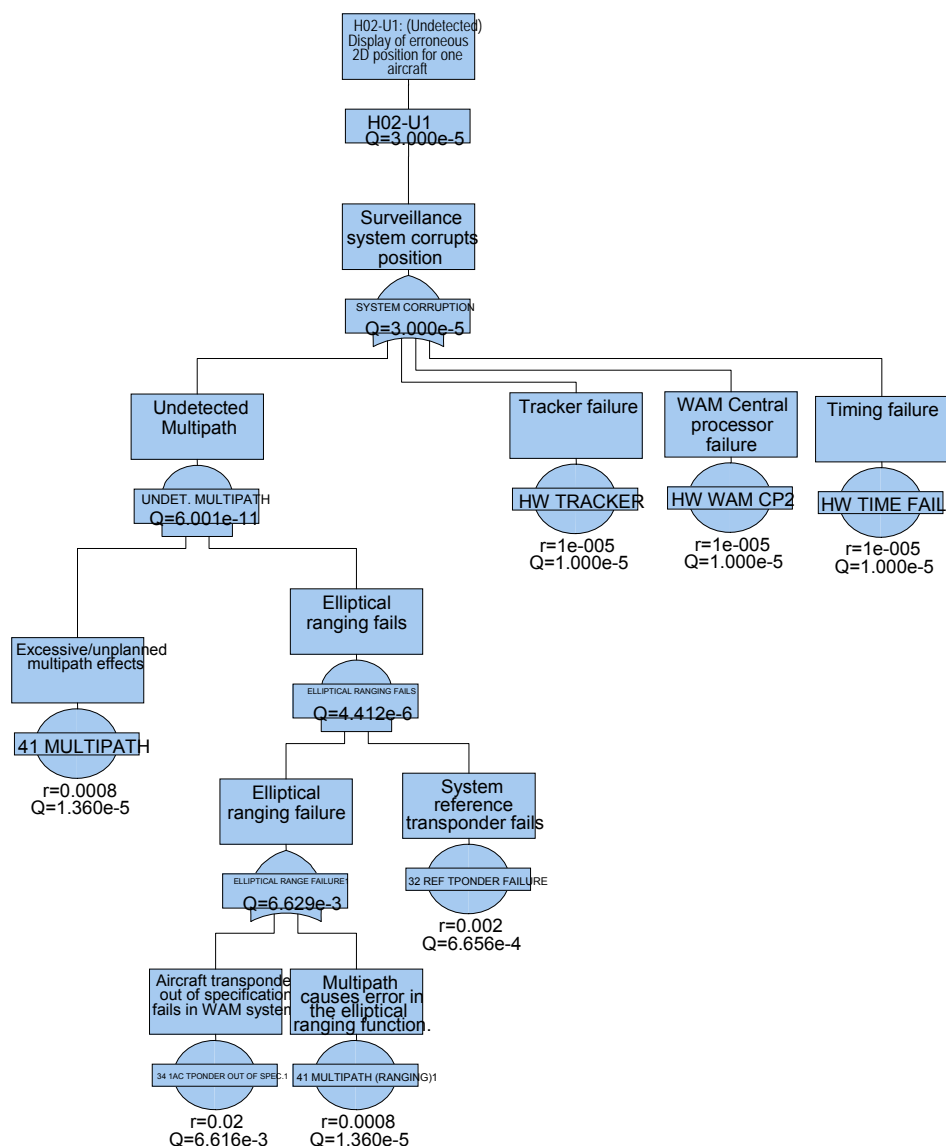 H02-U1: (Undetected)
Display of erroneous
2D position for one
aircraft
H02-U1
Q=3.000e-5
Surveillance
system corrupts
position
SYSTEM CORRUPTION
Q=3.000e-5
Undetected
Multipath
UNDET. MULTIPATH
Q=6.001e-11
Tracker failure
HW TRACKER
r=1e-005
Q=1.000e-5
WAM Central
processor
failure
HW WAM CP2
r=1e-005
Q=1.000e-5
Timing failure
HW TIME FAIL
r=1e-005
Q=1.000e-5
Excessive/unplanned
multipath effects
41 MULTIPATH
r=0.0008
Q=1.360e-5
Elliptical
ranging fails
ELLIPTICAL RANGING FAILS
Q=4.412e-6
Elliptical
ranging failure
ELLIPTICAL RANGE FAILURE1
Q=6.629e-3
System
reference
transponder fails
32 REF TPONDER FAILURE
r=0.002
Q=6.656e-4
Aircraft transponde
out of specification
fails in WAM system
34 1AC TPONDER OUT OF SPEC.1
r=0.02
Q=6.616e-3
Multipath
causes error in
the elliptical
ranging function.
41 MULTIPATH (RANGING)1
r=0.0008
Q=1.360e-5